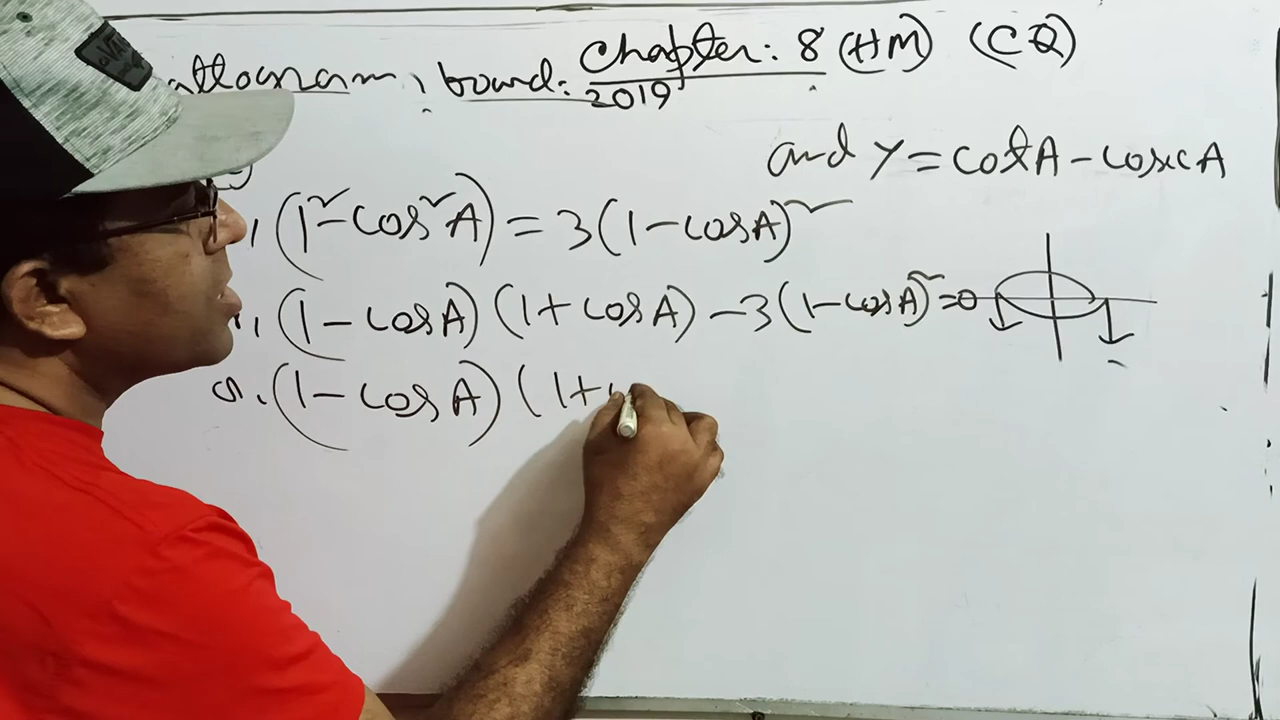 Chapter: 8 (HM) (CQ)
board: 2019
and Y = cotA - cosecA
(1² - cos²A) = 3(1 - cosA)²
(1 - cosA) (1 + cosA) - 3(1 - cosA)² = 0
বা, (1 - cosA) (1 +